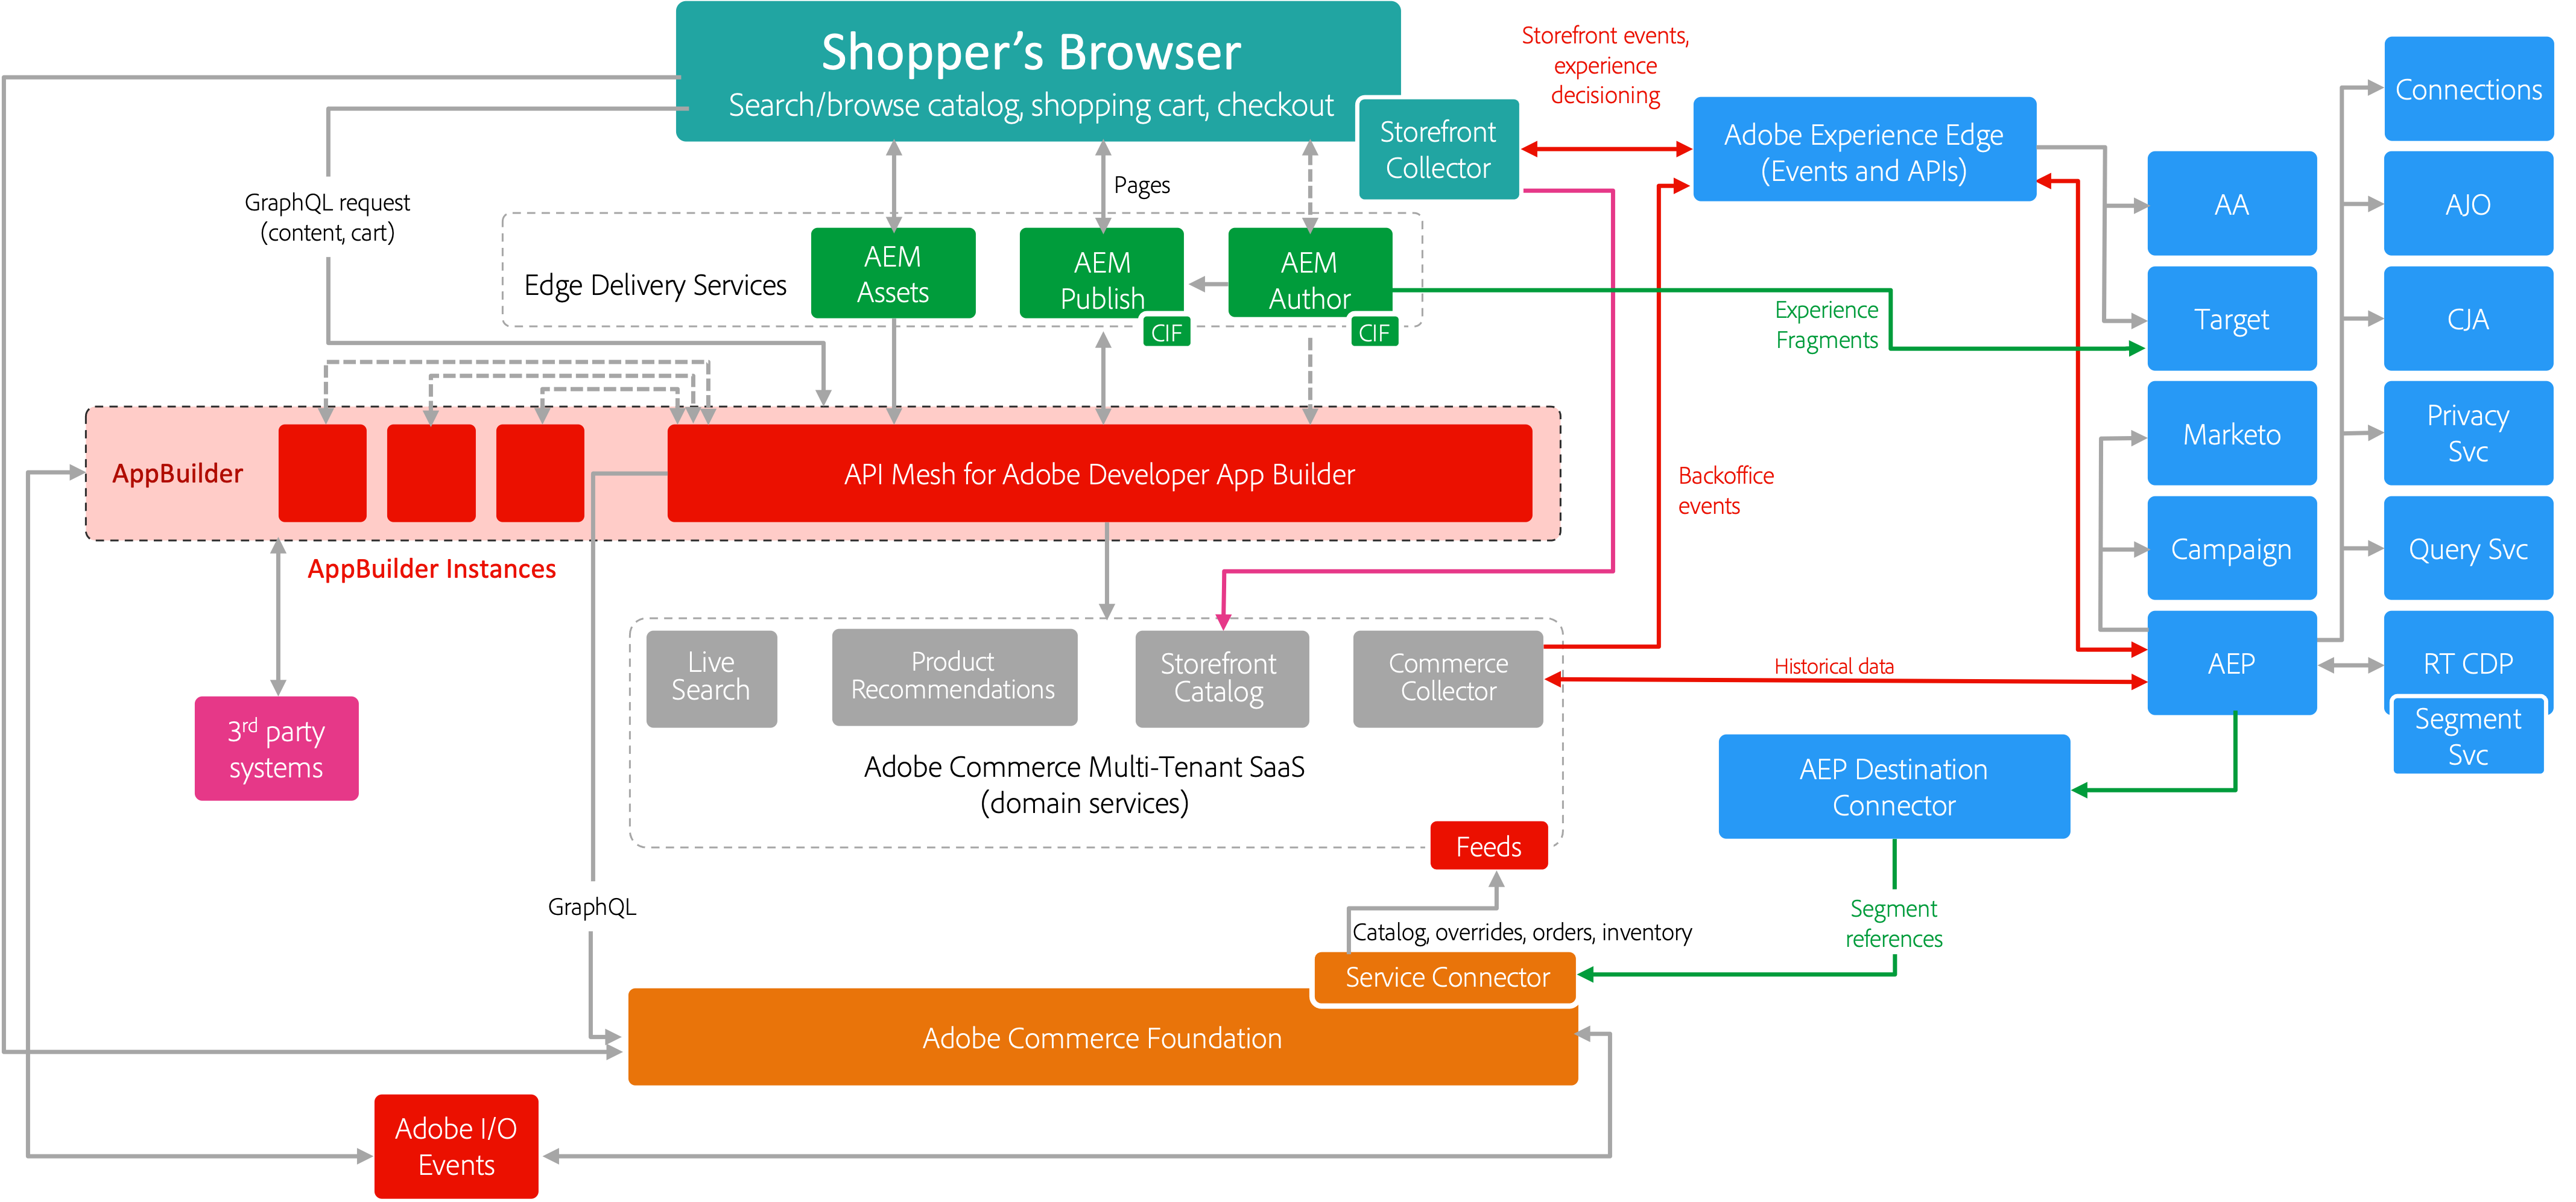 Shopper’s Browser
Search/browse catalog, shopping cart, checkout
Storefront
Collector
Storefront events,
experience
decisioning
Adobe Experience Edge
(Events and APIs)
Connections
AA
AJO
GraphQL request
(content, cart)
Pages
Edge Delivery Services
AEM
Assets
AEM
Publish
CIF
AEM
Author
CIF
Experience
Fragments
Target
CJA
Marketo
Privacy
Svc
AppBuilder
API Mesh for Adobe Developer App Builder
Backoffice
events
AppBuilder Instances
Campaign
Query Svc
Live
Search
Product
Recommendations
Storefront
Catalog
Commerce
Collector
Historical data
AEP
RT CDP
Segment
Svc
3rd party
systems
Adobe Commerce Multi-Tenant SaaS
(domain services)
AEP Destination
Connector
Feeds
GraphQL
Catalog, overrides, orders, inventory
Segment
references
Service Connector
Adobe Commerce Foundation
Adobe I/O
Events